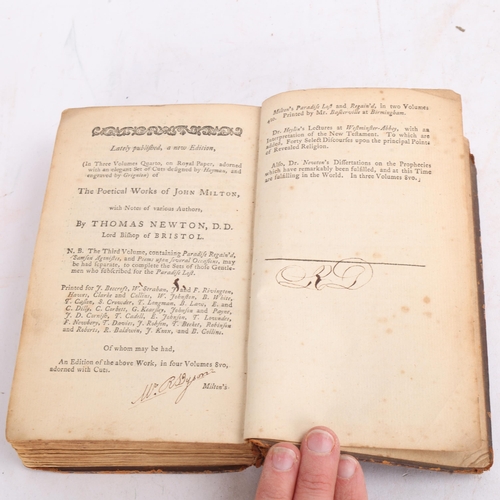 Lately published, a new Edition,
(In Three Volumes Quarto, on Royal Paper, adorned
with an elegant Set of Cuts designed by Hayman, and
engraved by Grignion) of
The Poetical Works of JOHN MILTON,
with Notes of various Authors,
By THOMAS NEWTON, D.D.
Lord Bishop of BRISTOL.
N. B. The Third Volume, containing Paradise Regain'd,
Samson Agonistes, and Poems upon several Occasions, may
be had separate, to complete the Sets of those Gentle-
men who subscribed for the Paradise Lost.
Printed for J. Beecroft, W. Strahan, J. and F. Rivington,
Hawes, Clarke and Collins, W. Johnston, B. White,
T. Caslon, S. Crowder, T. Longman, B. Law, E. and
C. Dilly, C. Corbett, G. Kearsley, Johnson and Payne,
J. D. Cornish, T. Cadell, E. Johnson, T. Lowndes,
F. Newbery, T. Davies, J. Robson, T. Becket, Robinson
and Roberts, R. Baldwin, J. Knox, and B. Collins.
Of whom may be had,
An Edition of the above Work, in four Volumes 8vo,
adorned with Cuts.
Milton's
Milton's Paradise Lost and Regain'd, in two Volumes
4to. Printed by Mr. Baskerville at Birmingham.
Dr. Heylin's Lectures at Westminster-Abbey, with an
Interpretation of the New Testament. To which are
added, Forty Select Discourses upon the principal Points
of Revealed Religion.
Also, Dr. Newton's Dissertations on the Prophecies
which have remarkably been fulfilled, and at this Time
are fulfilling in the World. In three Volumes 8vo.